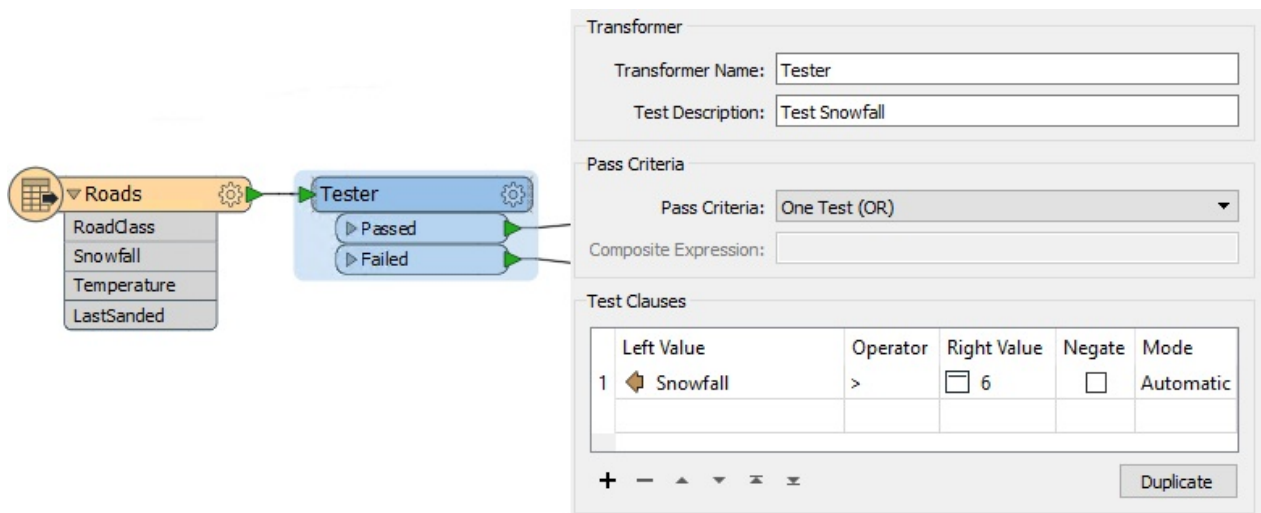 Roads
RoadClass
Snowfall
Temperature
LastSanded
Tester
Passed
Failed
Transformer
Transformer Name: Tester
Test Description: Test Snowfall
Pass Criteria
Pass Criteria: One Test (OR)
Composite Expression:
Test Clauses
Left Value Operator Right Value Negate Mode
1 Snowfall > 6 Automatic
Duplicate